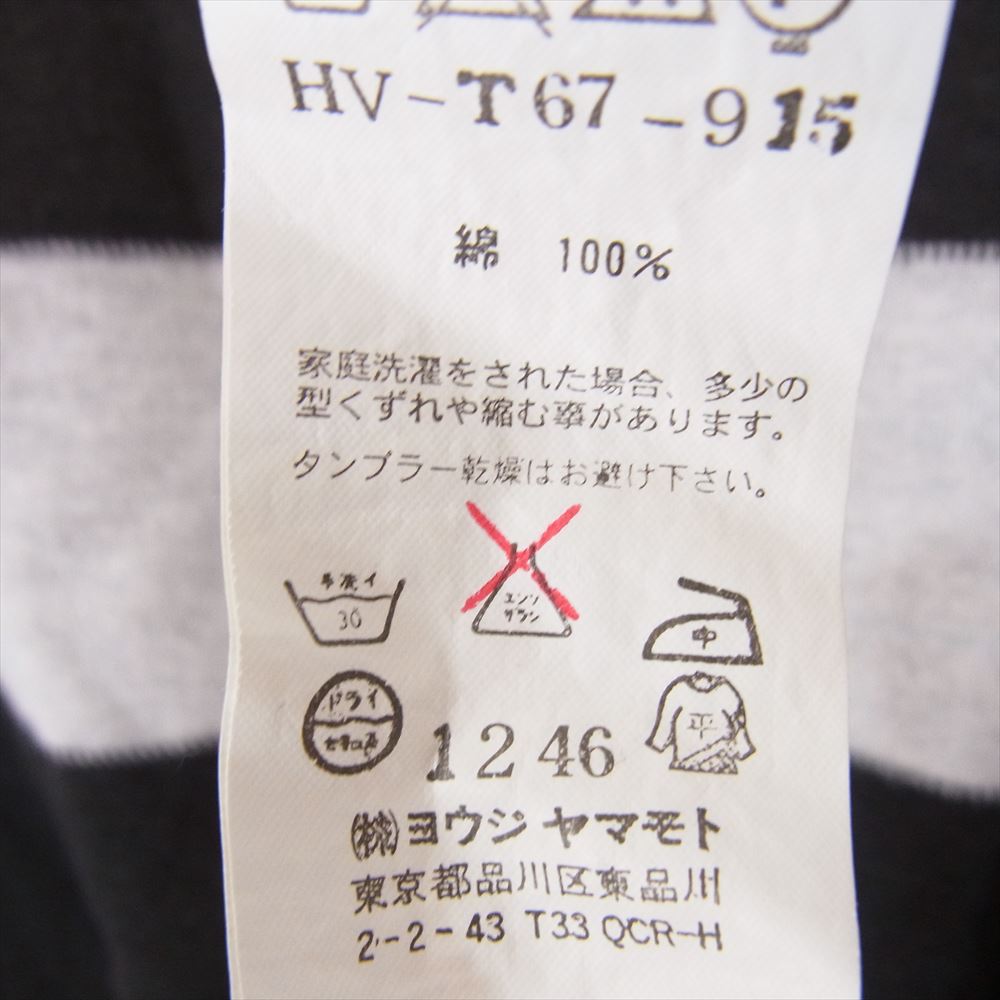 HV-T67-915
綿 100%
家庭洗濯をされた場合、多少の
型くずれや縮む事があります。
タンブラー乾燥はお避け下さい。
手洗イ
30
エンソ
サラシ
中
ドライ
セキユ系
平
1246
(株)ヨウジ ヤマモト
東京都品川区東品川
2-2-43 T33 QCR-H